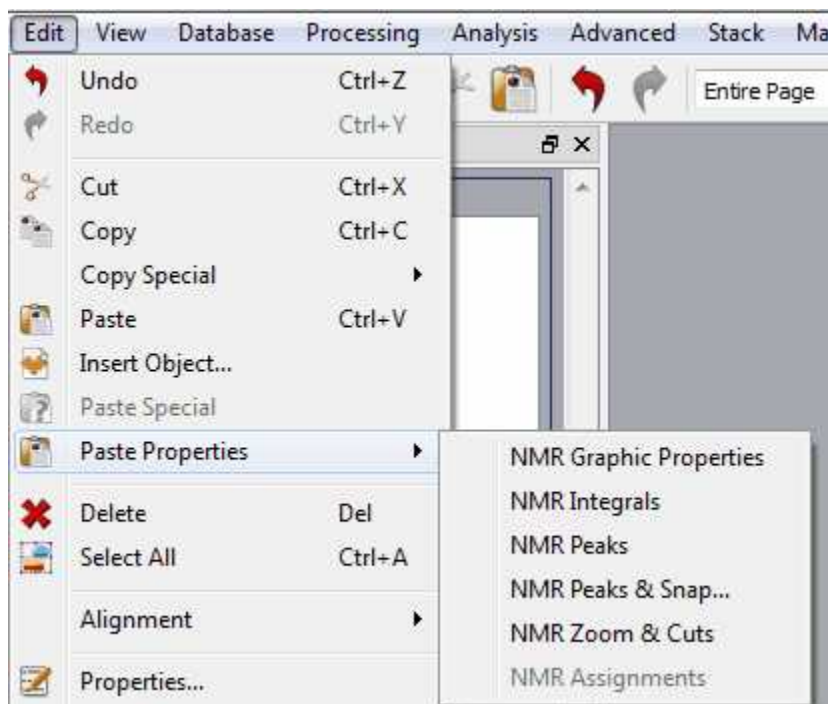 Edit View Database Processing Analysis Advanced Stack Ma
Undo Ctrl+Z
Entire Page
Redo Ctrl+Y
Cut Ctrl+X
Copy Ctrl+C
Copy Special
Paste Ctrl+V
Insert Object...
Paste Special
Paste Properties
NMR Graphic Properties
NMR Integrals
NMR Peaks
NMR Peaks & Snap...
NMR Zoom & Cuts
NMR Assignments
Delete Del
Select All Ctrl+A
Alignment
Properties...